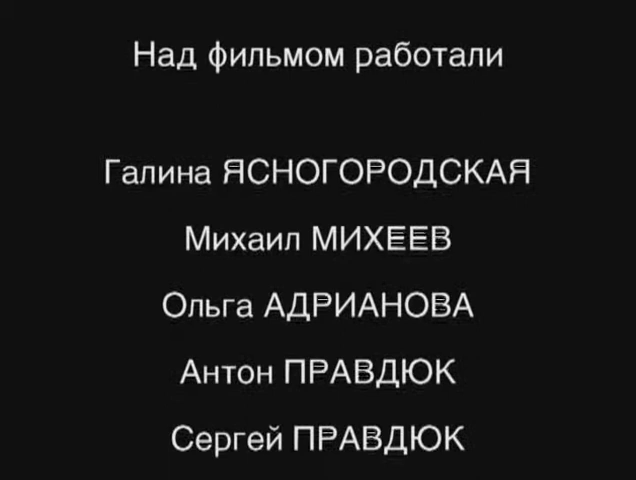 Над фильмом работали
Галина ЯСНОГОРОДСКАЯ
Михаил МИХЕЕВ
Ольга АДРИАНОВА
Антон ПРАВДЮК
Сергей ПРАВДЮК